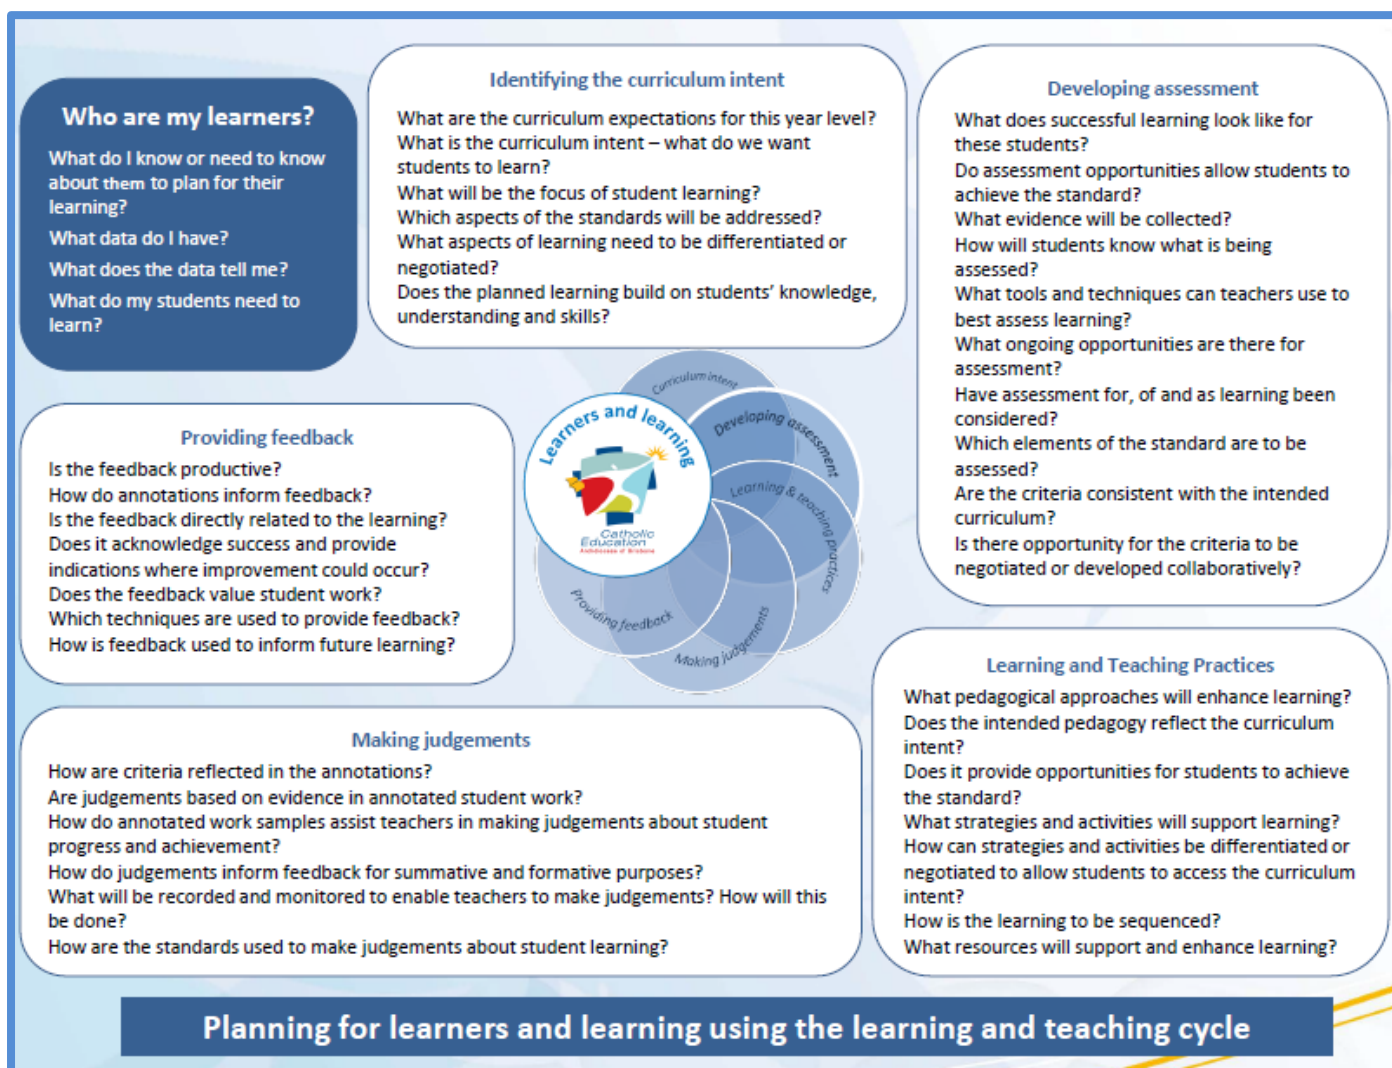 Who are my learners?
What do I know or need to know
about them to plan for their
learning?
What data do I have?
What does the data tell me?
What do my students need to
learn?
Identifying the curriculum intent
What are the curriculum expectations for this year level?
What is the curriculum intent – what do we want
students to learn?
What will be the focus of student learning?
Which aspects of the standards will be addressed?
What aspects of learning need to be differentiated or
negotiated?
Does the planned learning build on students' knowledge,
understanding and skills?
Developing assessment
What does successful learning look like for
these students?
Do assessment opportunities allow students to
achieve the standard?
What evidence will be collected?
How will students know what is being
assessed?
What tools and techniques can teachers use to
best assess learning?
What ongoing opportunities are there for
assessment?
Have assessment for, of and as learning been
considered?
Which elements of the standard are to be
assessed?
Are the criteria consistent with the intended
curriculum?
Is there opportunity for the criteria to be
negotiated or developed collaboratively?
Providing feedback
Is the feedback productive?
How do annotations inform feedback?
Is the feedback directly related to the learning?
Does it acknowledge success and provide
indications where improvement could occur?
Does the feedback value student work?
Which techniques are used to provide feedback?
How is feedback used to inform future learning?
Learners and learning
Catholic
Education
Archdiocese of Brisbane
Curriculum intent
Developing assessment
Learning & teaching practices
Making judgements
Providing feedback
Learning and Teaching Practices
What pedagogical approaches will enhance learning?
Does the intended pedagogy reflect the curriculum
intent?
Does it provide opportunities for students to achieve
the standard?
What strategies and activities will support learning?
How can strategies and activities be differentiated or
negotiated to allow students to access the curriculum
intent?
How is the learning to be sequenced?
What resources will support and enhance learning?
Making judgements
How are criteria reflected in the annotations?
Are judgements based on evidence in annotated student work?
How do annotated work samples assist teachers in making judgements about student
progress and achievement?
How do judgements inform feedback for summative and formative purposes?
What will be recorded and monitored to enable teachers to make judgements? How will this
be done?
How are the standards used to make judgements about student learning?
Planning for learners and learning using the learning and teaching cycle